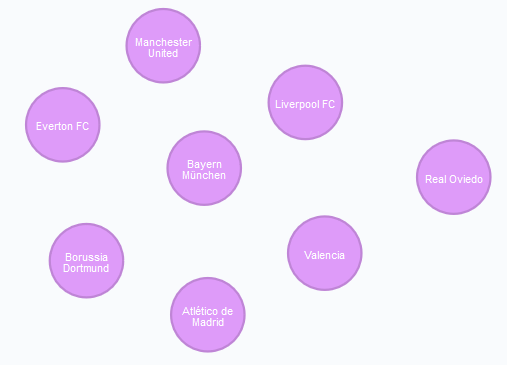 Manchester
United
Liverpool FC
Everton FC
Bayern
München
Real Oviedo
Valencia
Borussia
Dortmund
Atlético de
Madrid